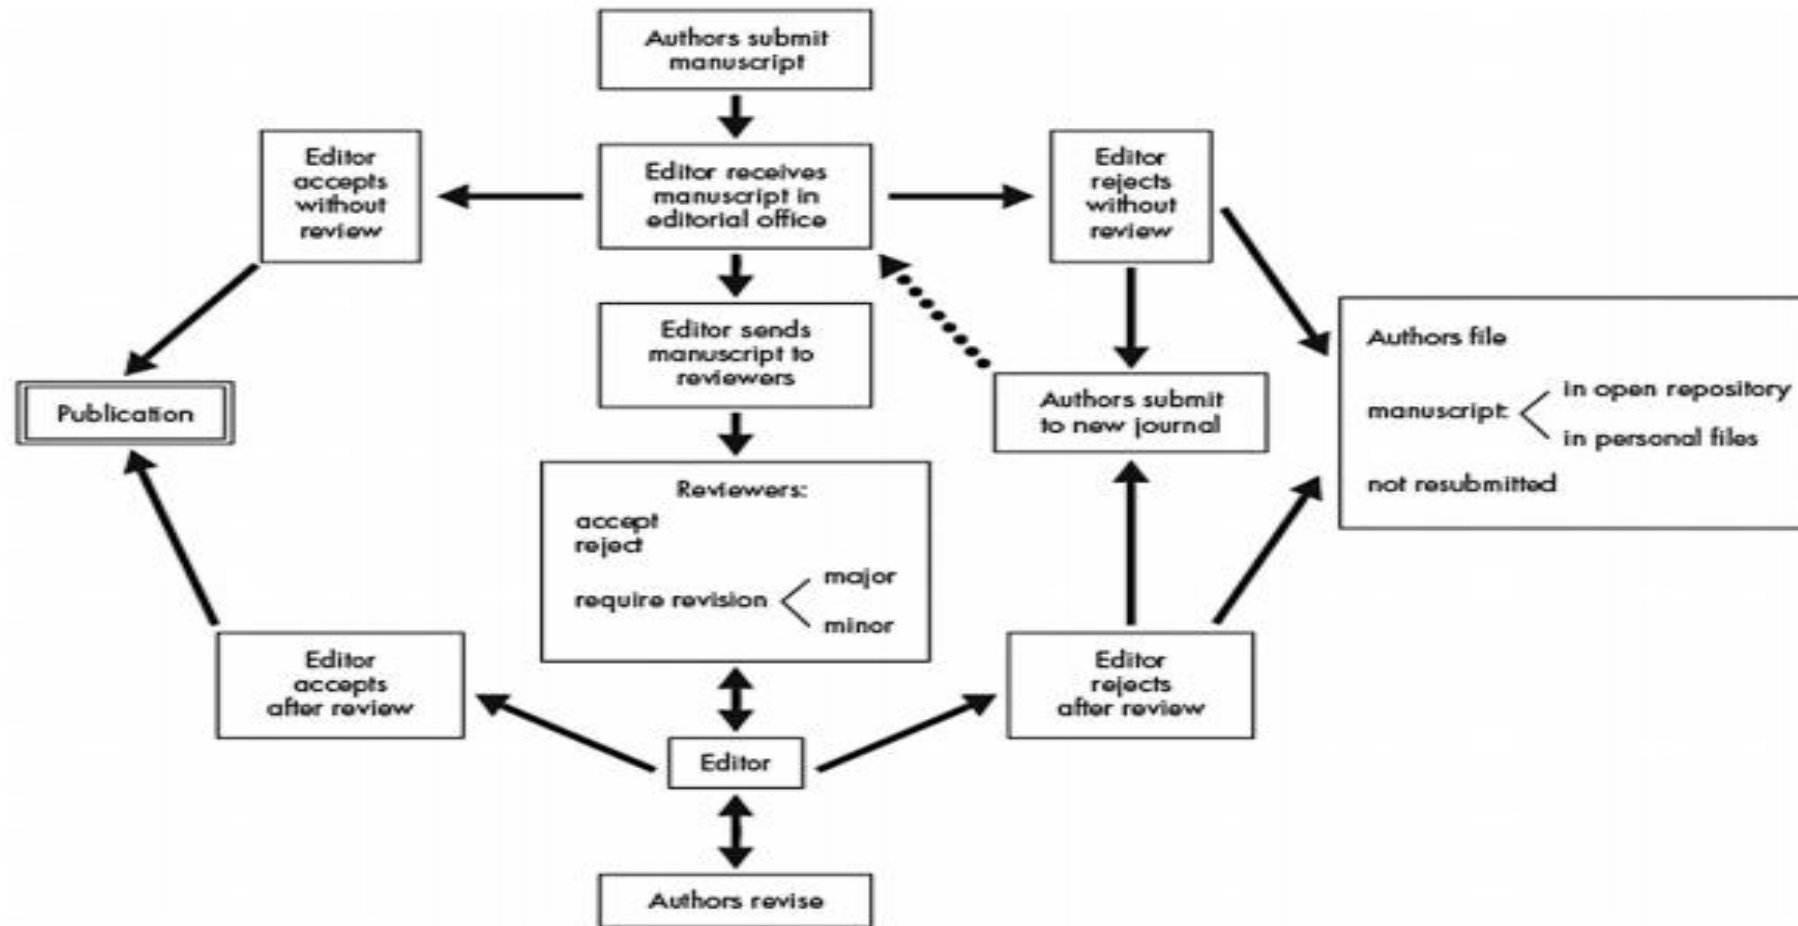 Authors submit
manuscript
Editor
accepts
without
review
Editor receives
manuscript in
editorial office
Editor
rejects
without
review
Editor sends
manuscript to
reviewers
Publication
Authors submit
to new journal
Authors file
manuscript:
in open repository
in personal files
not resubmitted
Reviewers:
accept
reject
require revision
major
minor
Editor
accepts
after review
Editor
rejects
after review
Editor
Authors revise